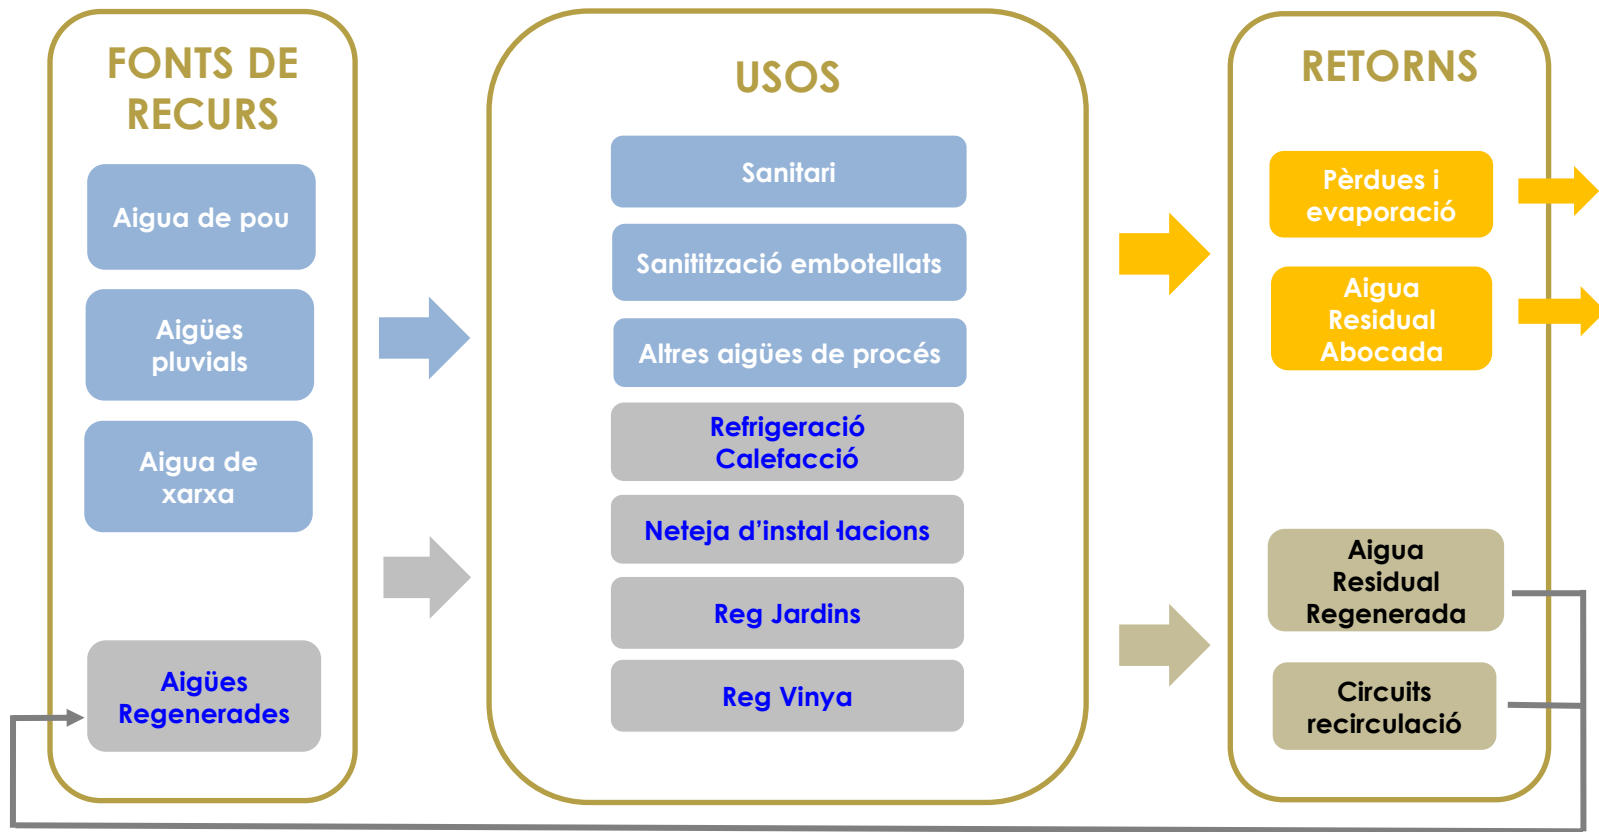 FONTS DE
RECURS
Aigua de pou
Aigües
pluvials
Aigua de
xarxa
Aigües
Regenerades
USOS
Sanitari
Sanitització embotellats
Altres aigües de procés
Refrigeració
Calefacció
Neteja d’instal·lacions
Reg Jardins
Reg Vinya
RETORNS
Pèrdues i
evaporació
Aigua
Residual
Abocada
Aigua
Residual
Regenerada
Circuits
recirculació